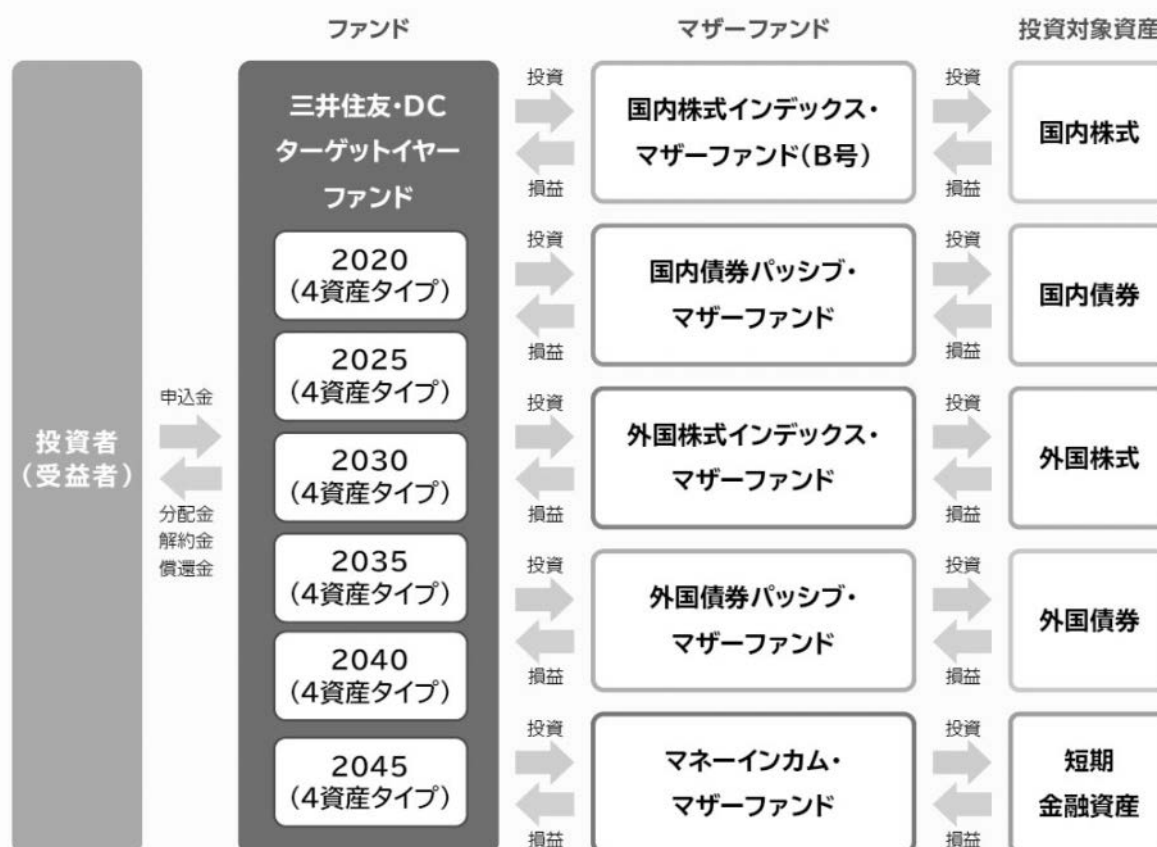 ファンド
マザーファンド
投資対象資産
投資者
(受益者)
申込金
分配金
解約金
償還金
三井住友・DC
ターゲットイヤー
ファンド
2020
(4資産タイプ)
2025
(4資産タイプ)
2030
(4資産タイプ)
2035
(4資産タイプ)
2040
(4資産タイプ)
2045
(4資産タイプ)
投資
損益
国内株式インデックス・
マザーファンド(B号)
投資
損益
国内株式
投資
損益
国内債券パッシブ・
マザーファンド
投資
損益
国内債券
投資
損益
外国株式インデックス・
マザーファンド
投資
損益
外国株式
投資
損益
外国債券パッシブ・
マザーファンド
投資
損益
外国債券
投資
損益
マネーインカム・
マザーファンド
投資
損益
短期
金融資産